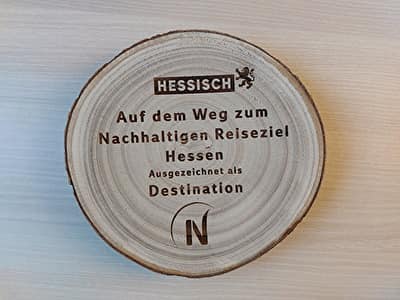 HESSISCH
Auf dem Weg zum
Nachhaltigen Reiseziel
Hessen
Ausgezeichnet als
Destination
N